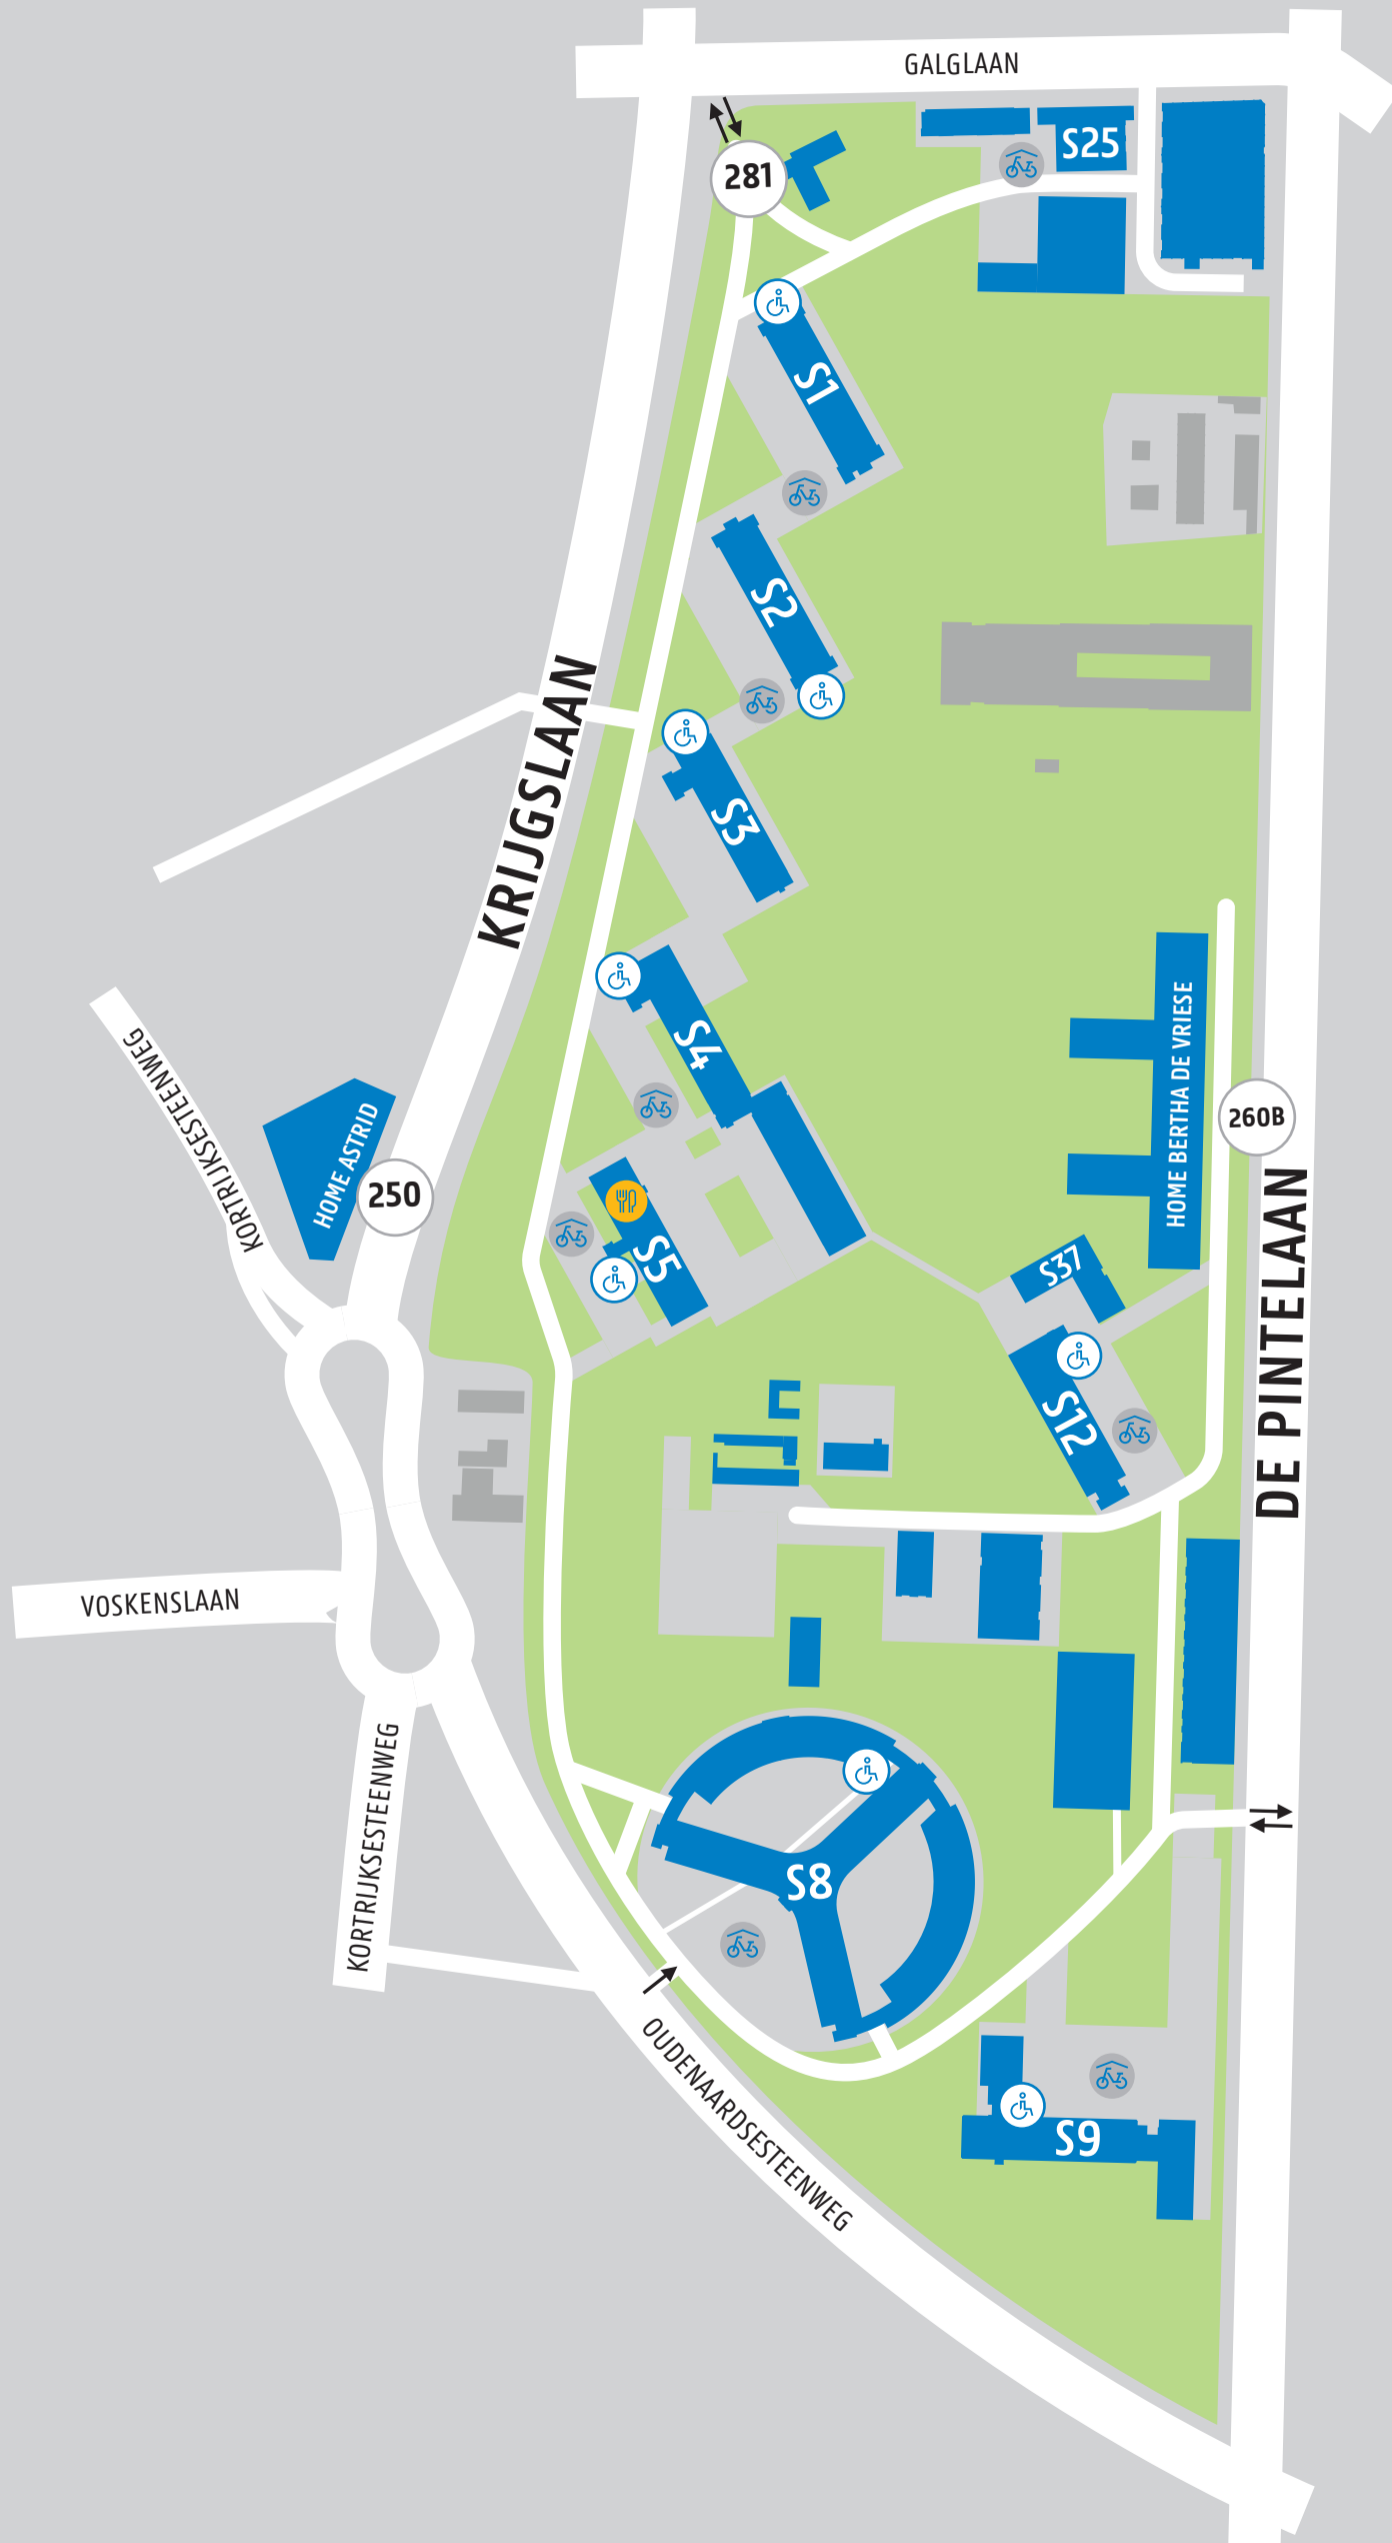 GALGLAAN
S25
281
S1
S2
KRIJGSLAAN
S3
HOME BERTHA DE VRIESE
S4
KORTRIJKSESTEENWEG
HOME ASTRID
260B
250
S5
S37
DE PINTELAAN
S12
VOSKENSLAAN
KORTRIJKSESTEENWEG
S8
OUDENAARDSESTEENWEG
S9